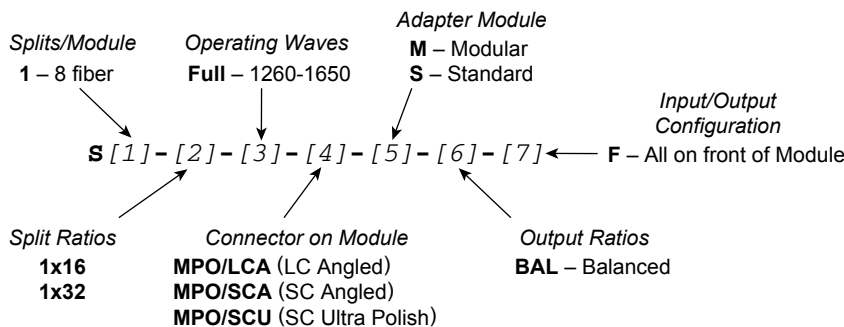 Adapter Module
M – Modular
S – Standard
Splits/Module
1 – 8 fiber
Operating Waves
Full – 1260-1650
Input/Output
Configuration
F – All on front of Module
S[1]-[2]-[3]-[4]-[5]-[6]-[7]
Split Ratios
1x16
1x32
Connector on Module
MPO/LCA (LC Angled)
MPO/SCA (SC Angled)
MPO/SCU (SC Ultra Polish)
Output Ratios
BAL – Balanced